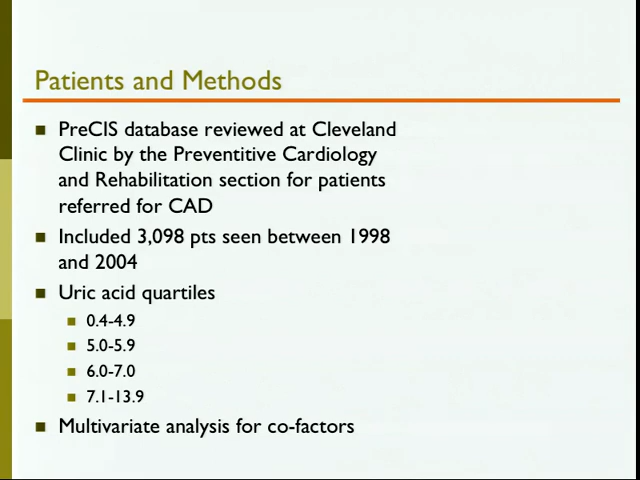 Patients and Methods
PreCIS database reviewed at Cleveland
Clinic by the Preventitive Cardiology
and Rehabilitation section for patients
referred for CAD
Included 3,098 pts seen between 1998
and 2004
Uric acid quartiles
0.4-4.9
5.0-5.9
6.0-7.0
7.1-13.9
Multivariate analysis for co-factors